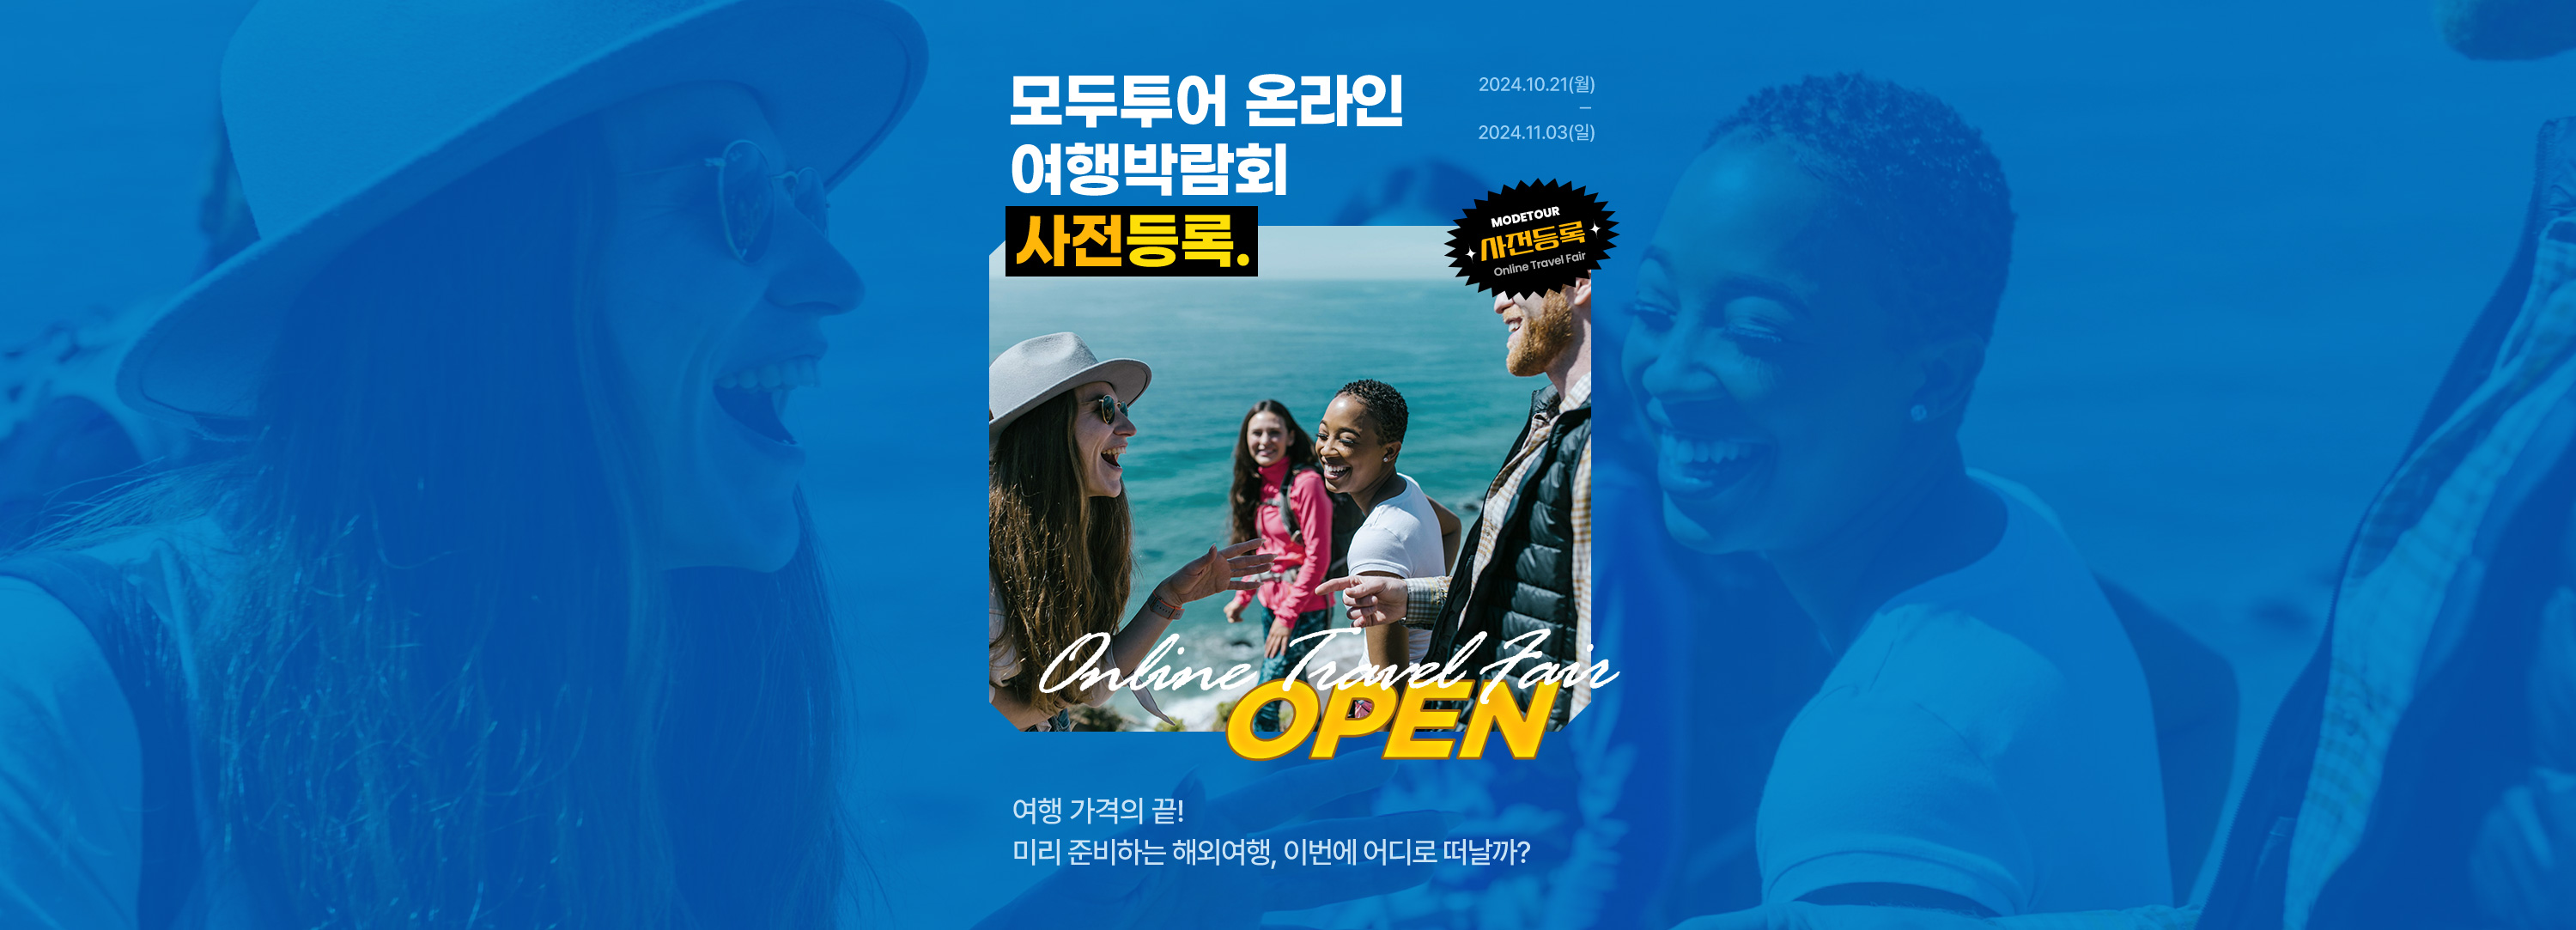 모두투어 온라인
여행박람회
사전등록.
2024.10.21(월)
–
2024.11.03(일)
MODETOUR
사전등록
Online Travel Fair
Online Travel Fair
OPEN
여행 가격의 끝!
미리 준비하는 해외여행, 이번에 어디로 떠날까?